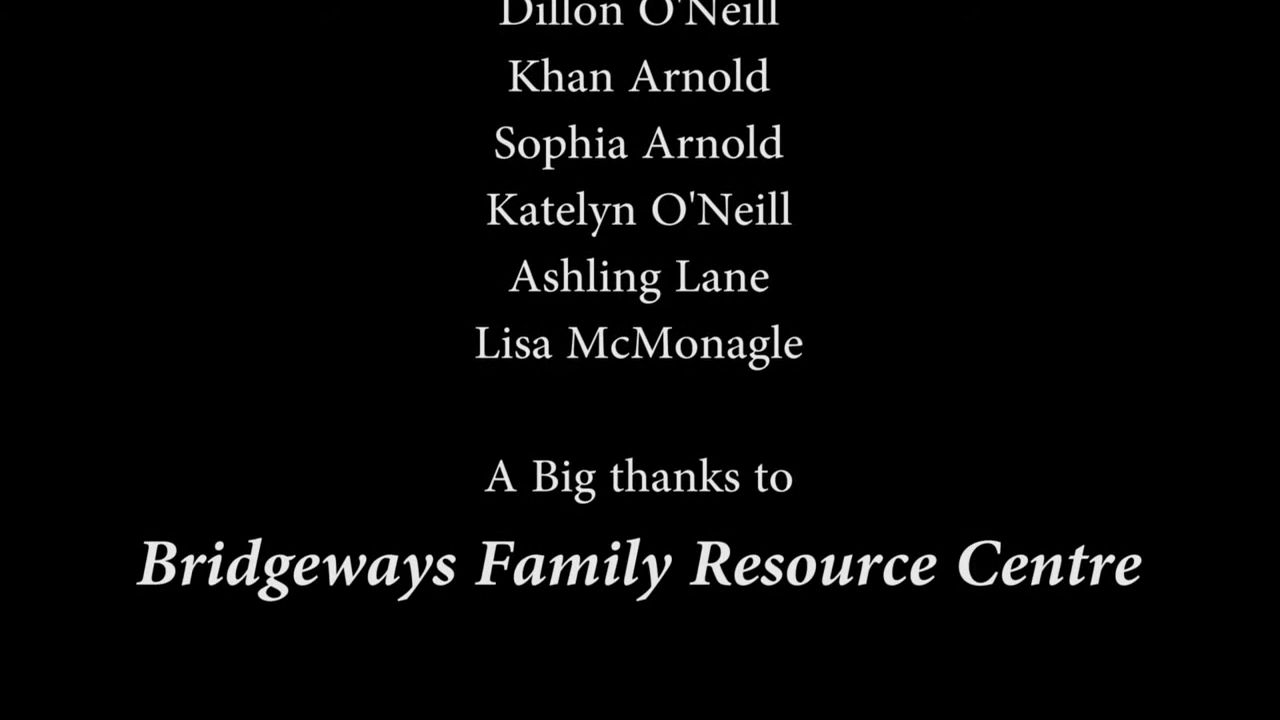 Dillon O'Neill
Khan Arnold
Sophia Arnold
Katelyn O'Neill
Ashling Lane
Lisa McMonagle
A Big thanks to
Bridgeways Family Resource Centre